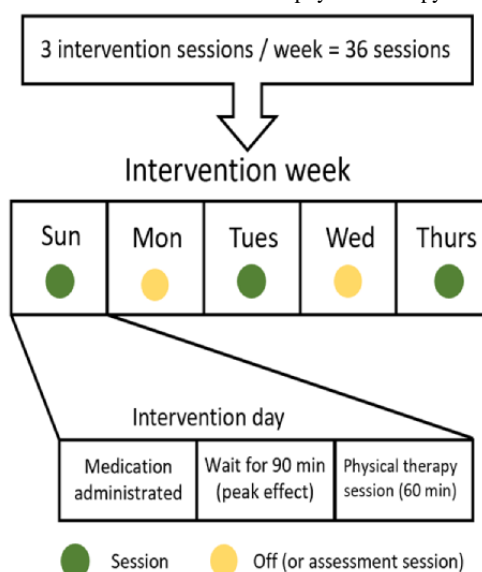 3 intervention sessions / week = 36 sessions
Intervention week
Sun Mon Tues Wed Thurs
Intervention day
Medication administrated
Wait for 90 min (peak effect)
Physical therapy session (60 min)
Session Off (or assessment session)